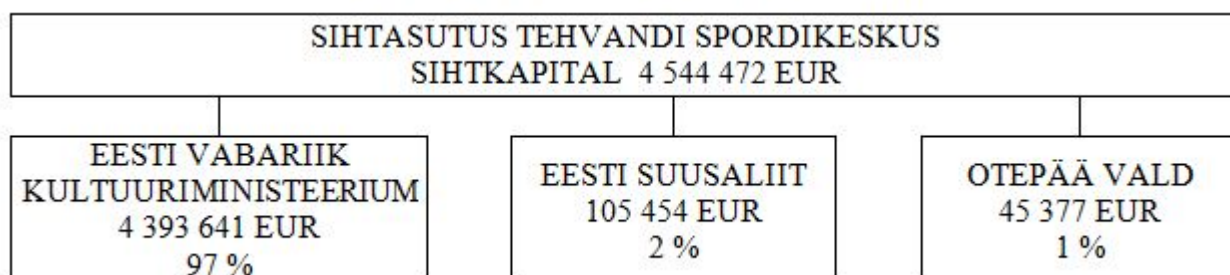 SIHTASUTUS TEHVANDI SPORDIKESKUS
SIHTKAPITAL 4 544 472 EUR
EESTI VABARIIK
KULTUURIMINISTEERIUM
4 393 641 EUR
97 %
EESTI SUUSALIIT
105 454 EUR
2 %
OTEPÄÄ VALD
45 377 EUR
1 %